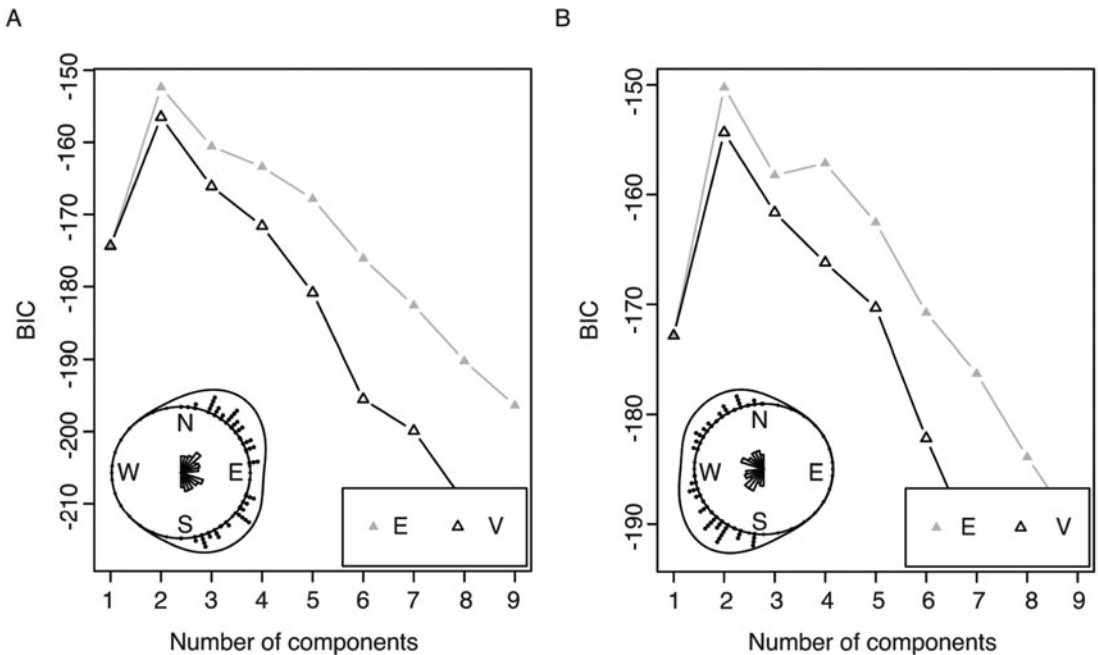 A
-150
-160
-170
-180
-190
-200
-210
BIC
N
W E
S
E V
1 2 3 4 5 6 7 8 9
Number of components
B
-150
-160
-170
-180
-190
BIC
N
W E
S
E V
1 2 3 4 5 6 7 8 9
Number of components